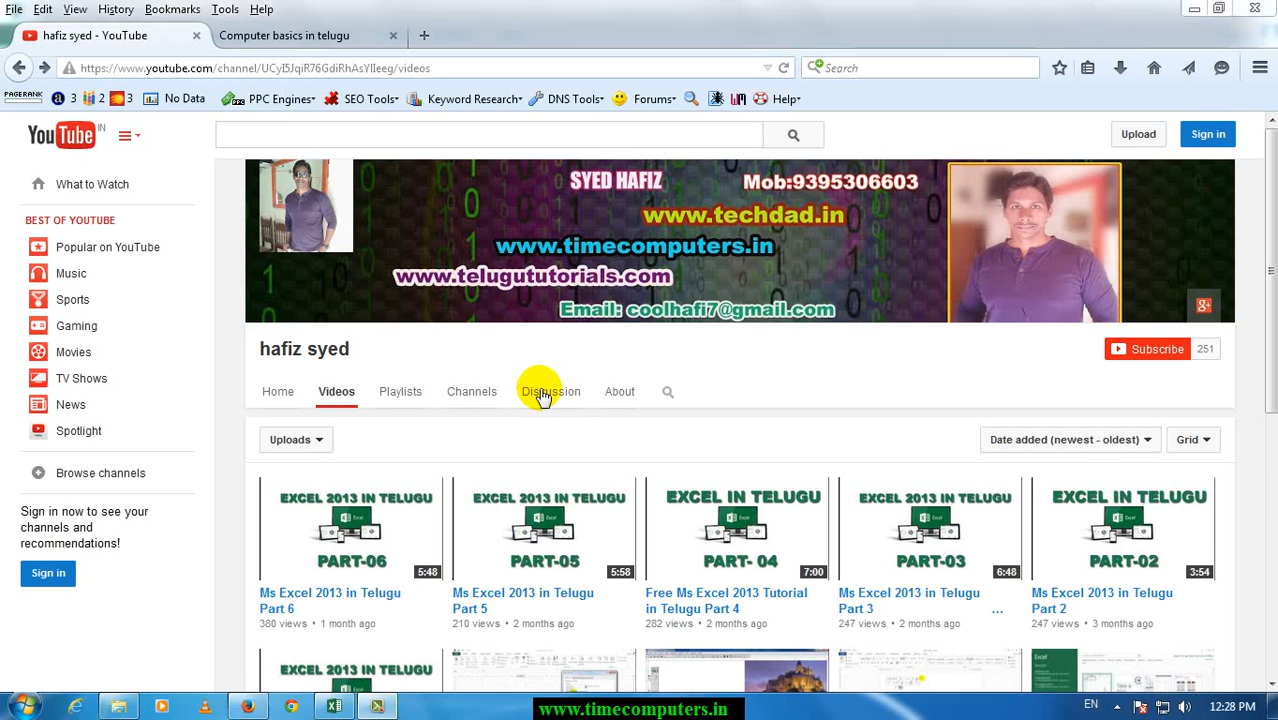 File Edit View History Bookmarks Tools Help
hafiz syed - YouTube
Computer basics in telugu
https://www.youtube.com/channel/UCyI5JqiR76GdiRhAsYIIeeg/videos
Search
PAGERANK
3 2 3 No Data PPC Engines SEO Tools Keyword Research DNS Tools Forums Help
YouTube IN
Upload
Sign in
What to Watch
BEST OF YOUTUBE
Popular on YouTube
Music
Sports
Gaming
Movies
TV Shows
News
Spotlight
Browse channels
Sign in now to see your
channels and
recommendations!
Sign in
SYED HAFIZ
Mob:9395306603
www.techdad.in
www.timecomputers.in
www.telugututorials.com
Email: coolhafi7@gmail.com
hafiz syed
Subscribe 251
Home Videos Playlists Channels Discussion About
Uploads
Date added (newest - oldest)
Grid
EXCEL 2013 IN TELUGU
PART-06
5:48
Ms Excel 2013 in Telugu
Part 6
380 views • 1 month ago
EXCEL 2013 IN TELUGU
PART-05
5:58
Ms Excel 2013 in Telugu
Part 5
210 views • 2 months ago
EXCEL IN TELUGU
PART- 04
7:00
Free Ms Excel 2013 Tutorial
in Telugu Part 4
282 views • 2 months ago
EXCEL 2013 IN TELUGU
PART-03
6:48
Ms Excel 2013 in Telugu
Part 3 ...
247 views • 2 months ago
EXCEL IN TELUGU
PART-02
3:54
Ms Excel 2013 in Telugu
Part 2
247 views • 3 months ago
EXCEL 2013 IN TELUGU
www.timecomputers.in
EN
12:28 PM